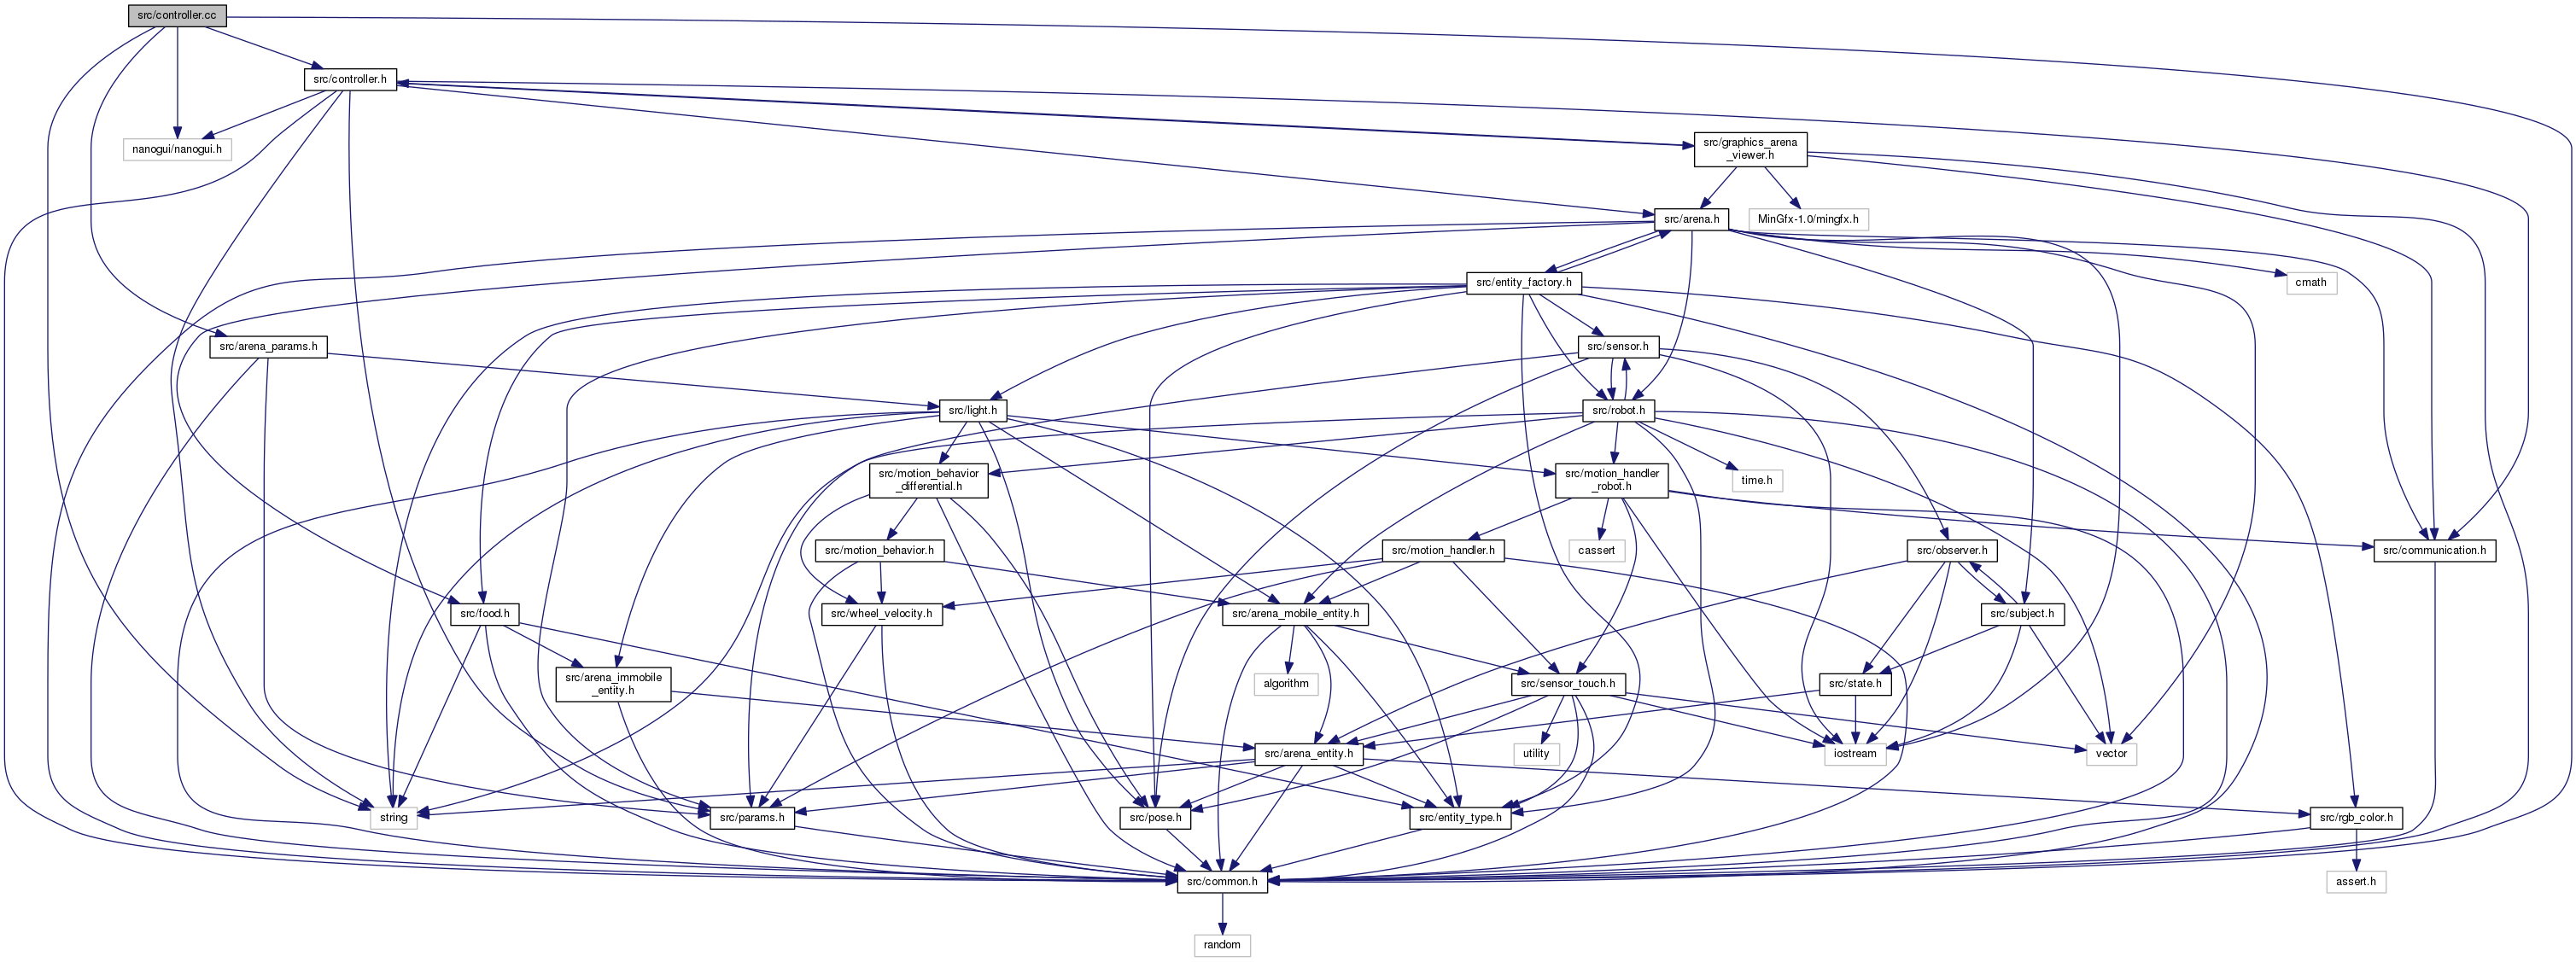 src/controller.cc
src/controller.h
nanogui/nanogui.h
src/graphics_arena
_viewer.h
src/arena.h
MinGfx-1.0/mingfx.h
src/entity_factory.h
cmath
src/arena_params.h
src/sensor.h
src/light.h
src/robot.h
src/motion_behavior
_differential.h
src/motion_handler
_robot.h
time.h
src/motion_behavior.h
src/motion_handler.h
cassert
src/observer.h
src/communication.h
src/food.h
src/wheel_velocity.h
src/arena_mobile_entity.h
src/subject.h
src/arena_immobile
_entity.h
algorithm
src/sensor_touch.h
src/state.h
src/arena_entity.h
utility
iostream
vector
string
src/params.h
src/pose.h
src/entity_type.h
src/rgb_color.h
src/common.h
assert.h
random